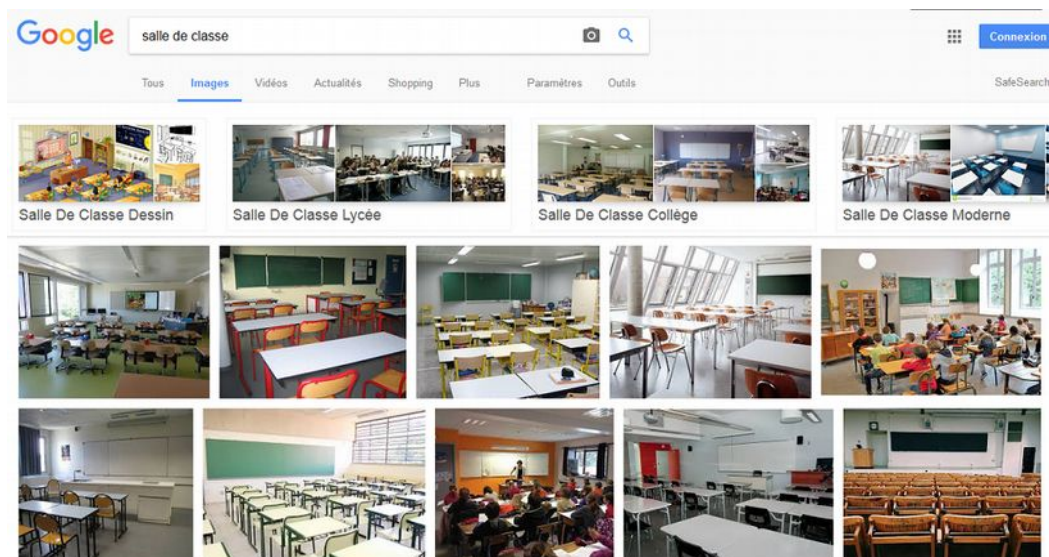 Google
salle de classe
Connexion
Tous Images Vidéos Actualités Shopping Plus Paramètres Outils SafeSearch
Salle De Classe Dessin Salle De Classe Lycée Salle De Classe Collège Salle De Classe Moderne